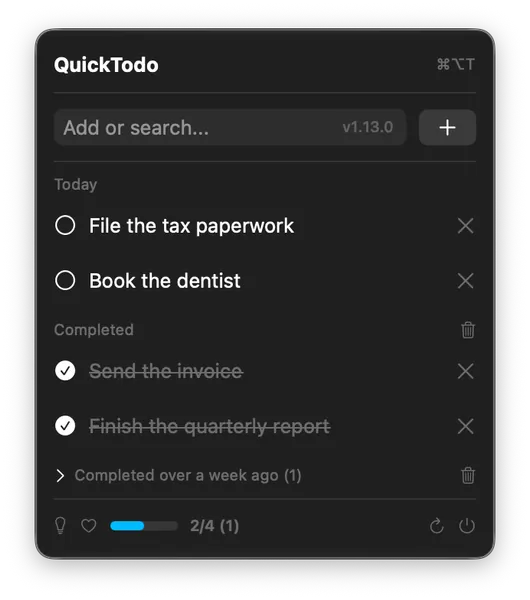 QuickTodo ⌘⌥T
Add or search... v1.13.0
Today
File the tax paperwork
Book the dentist
Completed
Send the invoice
Finish the quarterly report
Completed over a week ago (1)
2/4 (1)